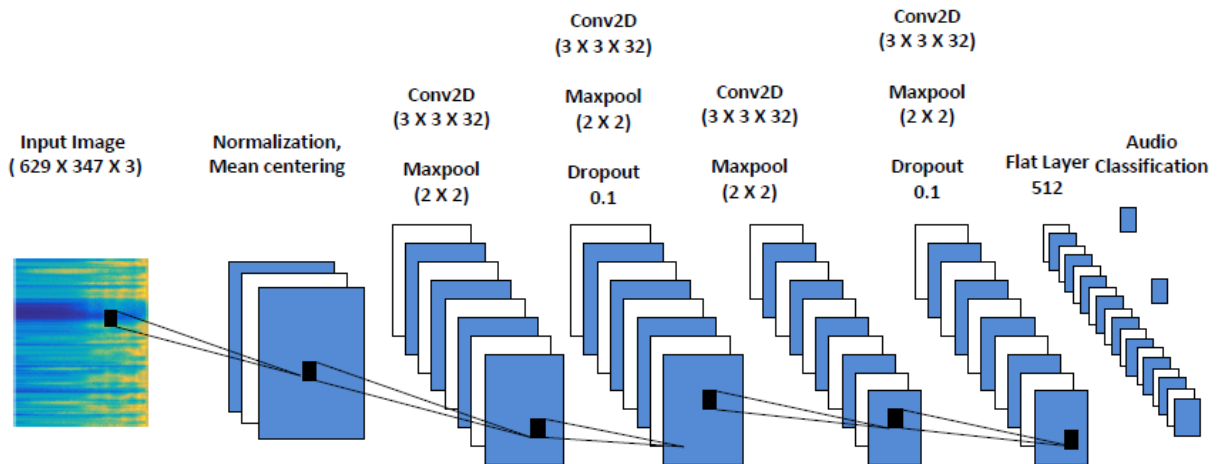 Input Image
( 629 X 347 X 3)
Normalization,
Mean centering
Conv2D
(3 X 3 X 32)
Maxpool
(2 X 2)
Conv2D
(3 X 3 X 32)
Maxpool
(2 X 2)
Dropout
0.1
Conv2D
(3 X 3 X 32)
Maxpool
(2 X 2)
Conv2D
(3 X 3 X 32)
Maxpool
(2 X 2)
Dropout
0.1
Flat Layer
512
Audio
Classification